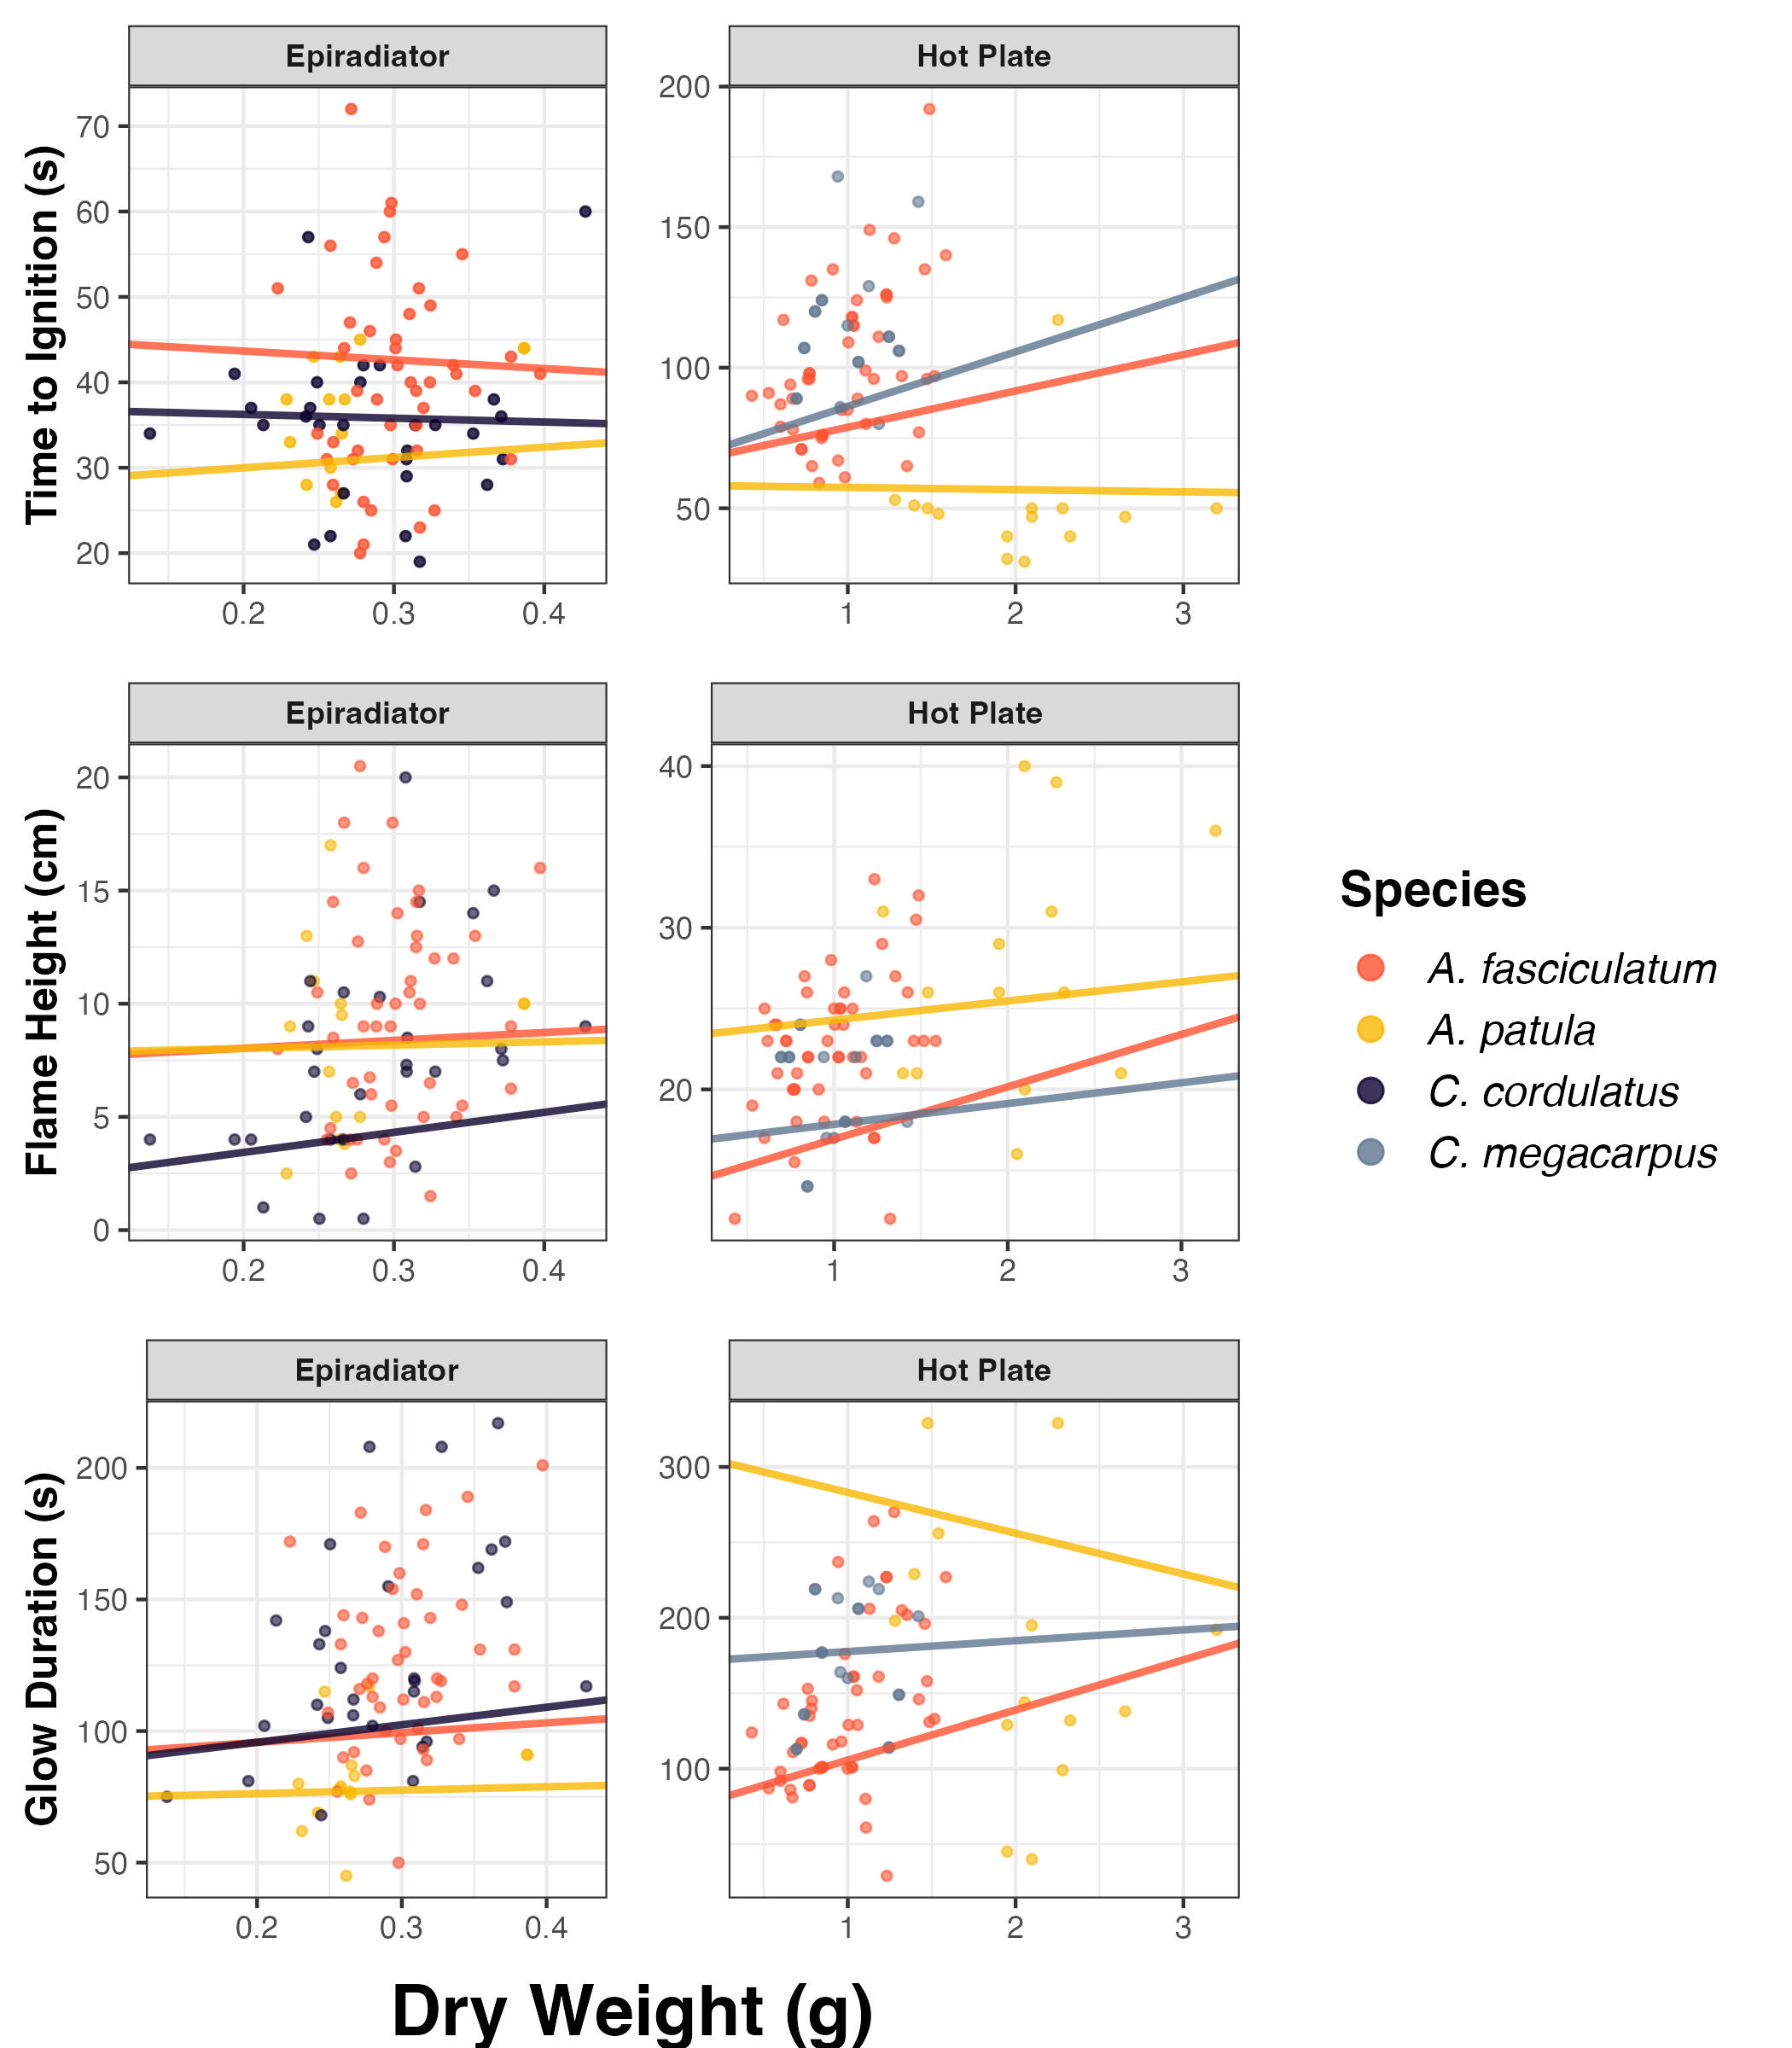 Epiradiator
Hot Plate
Time to Ignition (s)
70
60
50
40
30
20
0.2 0.3 0.4
200
150
100
50
1 2 3
Epiradiator
Hot Plate
Flame Height (cm)
20
15
10
5
0
0.2 0.3 0.4
40
30
20
1 2 3
Species
A. fasciculatum
A. patula
C. cordulatus
C. megacarpus
Epiradiator
Hot Plate
Glow Duration (s)
200
150
100
50
0.2 0.3 0.4
300
200
100
1 2 3
Dry Weight (g)